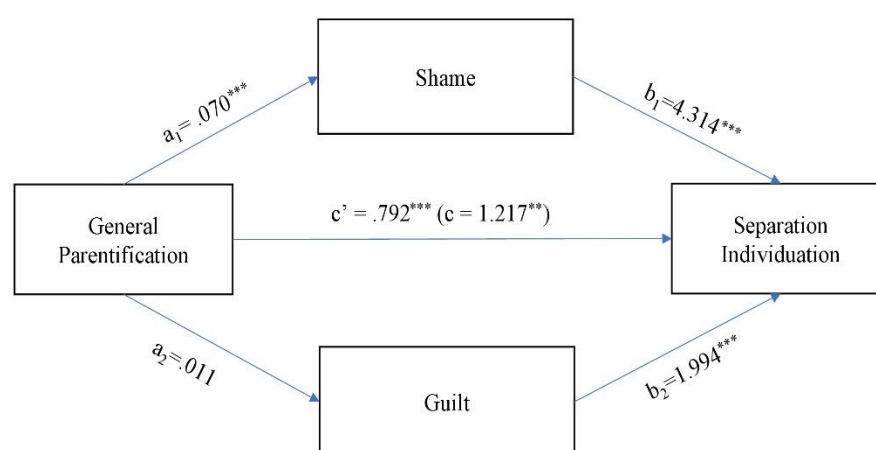 Shame
a₁= .070***
b₁=4.314***
General
Parentification
c’ = .792*** (c = 1.217**)
Separation
Individuation
a₂=.011
b₂=1.994***
Guilt